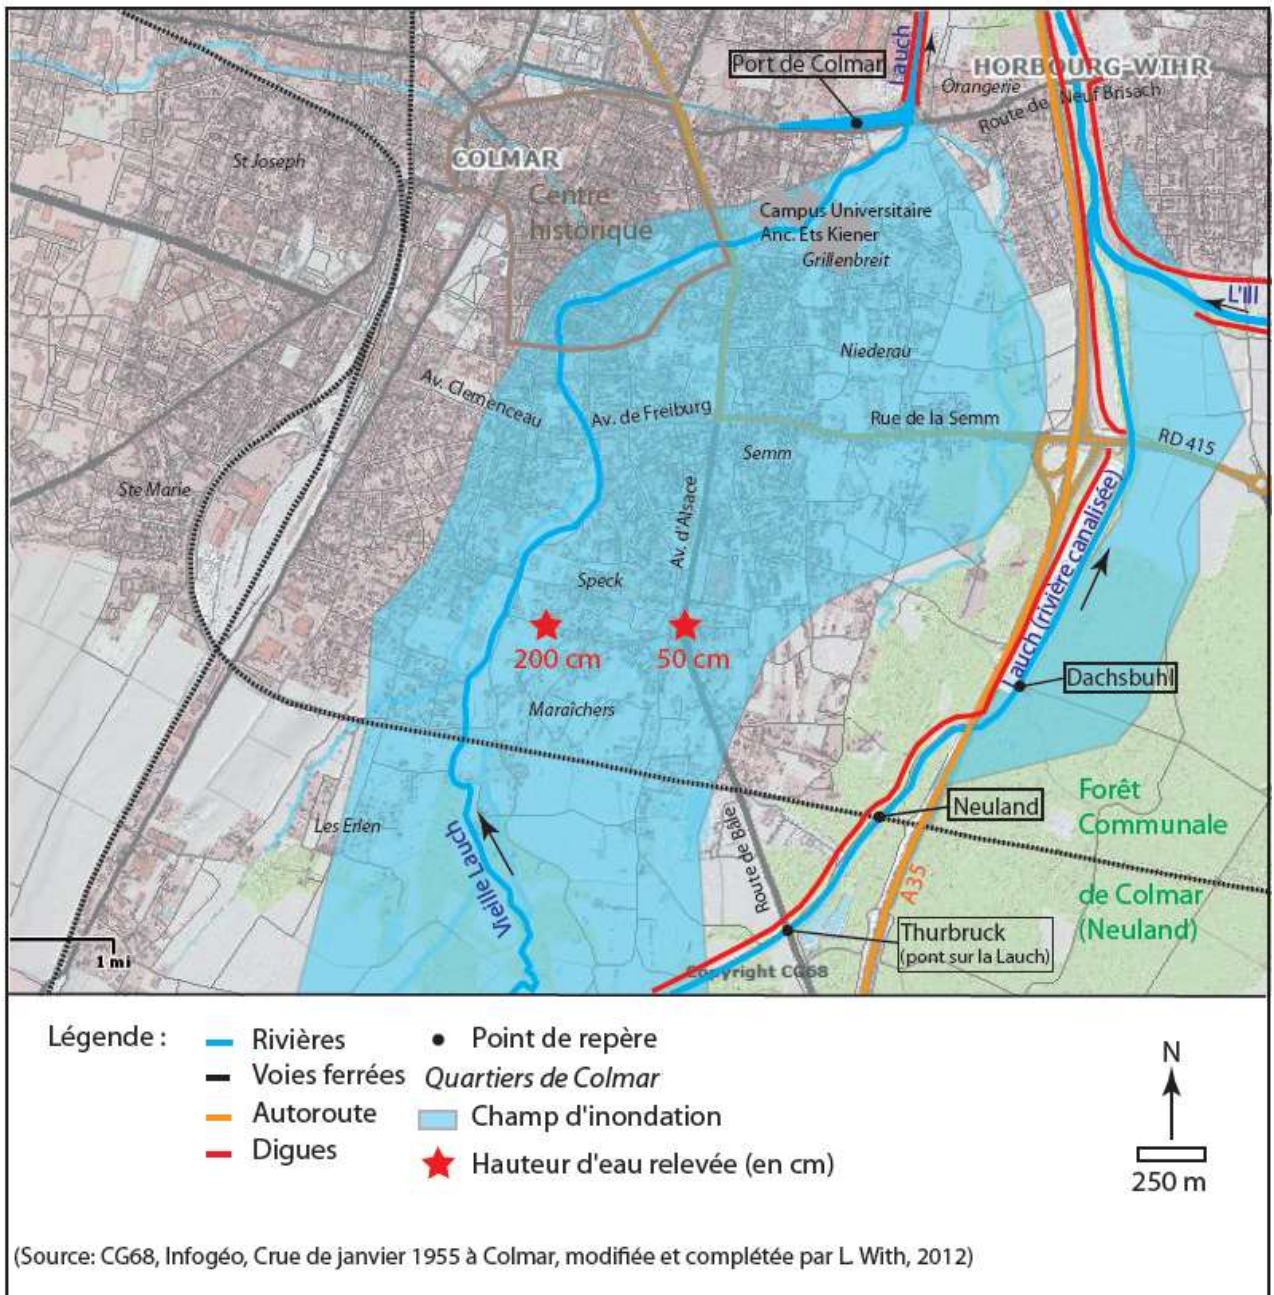 Port de Colmar
Lauch
HORBOURG-WIHR
Orangerie
Route de Neuf Brisach
St Joseph
COLMAR
Centre
historique
Campus Universitaire
Anc. Ets Kiener
Grillenbreit
L'Ill
Niederau
Av. Clemenceau
Av. de Freiburg
Rue de la Semm
RD 415
Semm
Ste Marie
Av. d'Alsace
Lauch (rivière canalisée)
Speck
200 cm
50 cm
Dachsbuhl
Maraîchers
Neuland
Forêt
Communale
de Colmar
(Neuland)
Les Erlen
Vieille Lauch
Route de Bâle
A35
Thurbruck
(pont sur la Lauch)
1 mi
Copyright CG68
Légende :
Rivières
Voies ferrées
Autoroute
Digues
Point de repère
Quartiers de Colmar
Champ d'inondation
Hauteur d'eau relevée (en cm)
N
250 m
(Source: CG68, Infogéo, Crue de janvier 1955 à Colmar, modifiée et complétée par L. With, 2012)